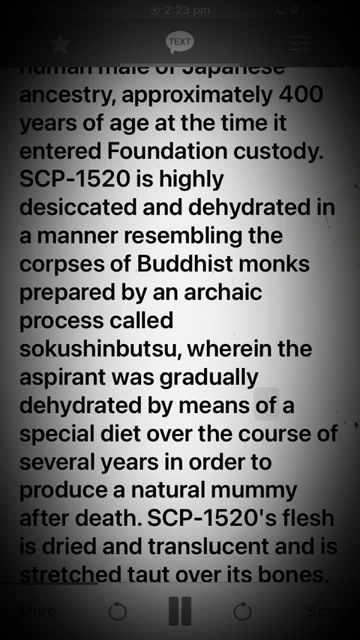 2:23 pm
TEXT
human male of Japanese
ancestry, approximately 400
years of age at the time it
entered Foundation custody.
SCP-1520 is highly
desiccated and dehydrated in
a manner resembling the
corpses of Buddhist monks
prepared by an archaic
process called
sokushinbutsu, wherein the
aspirant was gradually
dehydrated by means of a
special diet over the course of
several years in order to
produce a natural mummy
after death. SCP-1520's flesh
is dried and translucent and is
stretched taut over its bones.
More
Stop